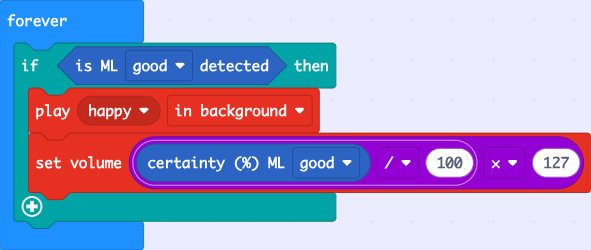 forever
if is ML good detected then
play happy in background
set volume certainty (%) ML good / 100 × 127